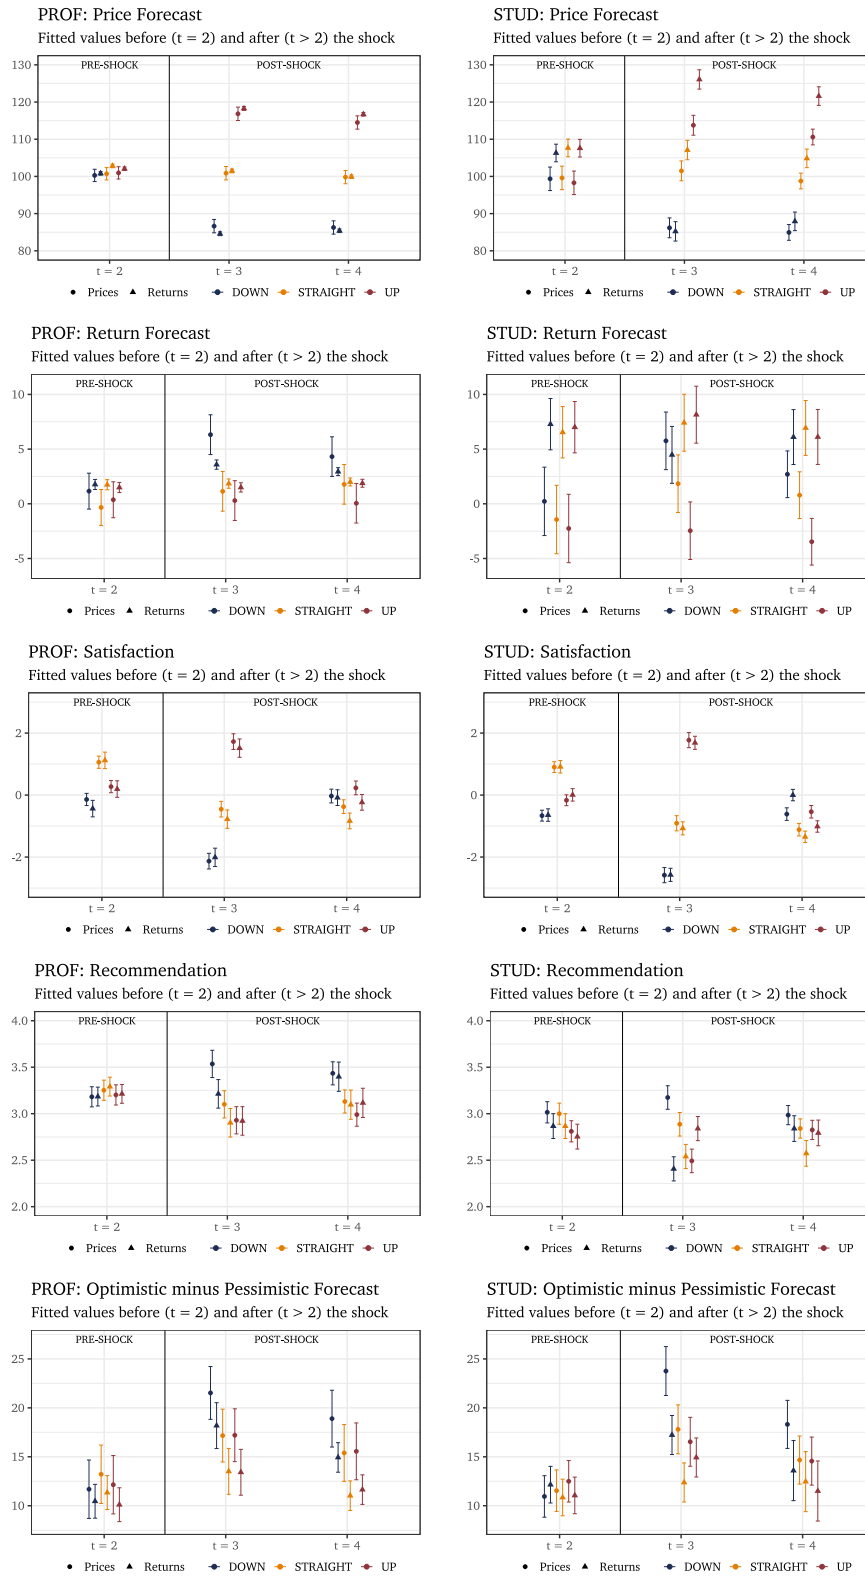 PROF: Price Forecast
Fitted values before (t = 2) and after (t > 2) the shock
PRE-SHOCK POST-SHOCK
130
120
110
100
90
80
t = 2 t = 3 t = 4
Prices Returns DOWN STRAIGHT UP
STUD: Price Forecast
Fitted values before (t = 2) and after (t > 2) the shock
PRE-SHOCK POST-SHOCK
130
120
110
100
90
80
t = 2 t = 3 t = 4
Prices Returns DOWN STRAIGHT UP
PROF: Return Forecast
Fitted values before (t = 2) and after (t > 2) the shock
PRE-SHOCK POST-SHOCK
10
5
0
-5
t = 2 t = 3 t = 4
Prices Returns DOWN STRAIGHT UP
STUD: Return Forecast
Fitted values before (t = 2) and after (t > 2) the shock
PRE-SHOCK POST-SHOCK
10
5
0
-5
t = 2 t = 3 t = 4
Prices Returns DOWN STRAIGHT UP
PROF: Satisfaction
Fitted values before (t = 2) and after (t > 2) the shock
PRE-SHOCK POST-SHOCK
2
0
-2
t = 2 t = 3 t = 4
Prices Returns DOWN STRAIGHT UP
STUD: Satisfaction
Fitted values before (t = 2) and after (t > 2) the shock
PRE-SHOCK POST-SHOCK
2
0
-2
t = 2 t = 3 t = 4
Prices Returns DOWN STRAIGHT UP
PROF: Recommendation
Fitted values before (t = 2) and after (t > 2) the shock
PRE-SHOCK POST-SHOCK
4.0
3.5
3.0
2.5
2.0
t = 2 t = 3 t = 4
Prices Returns DOWN STRAIGHT UP
STUD: Recommendation
Fitted values before (t = 2) and after (t > 2) the shock
PRE-SHOCK POST-SHOCK
4.0
3.5
3.0
2.5
2.0
t = 2 t = 3 t = 4
Prices Returns DOWN STRAIGHT UP
PROF: Optimistic minus Pessimistic Forecast
Fitted values before (t = 2) and after (t > 2) the shock
PRE-SHOCK POST-SHOCK
25
20
15
10
t = 2 t = 3 t = 4
Prices Returns DOWN STRAIGHT UP
STUD: Optimistic minus Pessimistic Forecast
Fitted values before (t = 2) and after (t > 2) the shock
PRE-SHOCK POST-SHOCK
25
20
15
10
t = 2 t = 3 t = 4
Prices Returns DOWN STRAIGHT UP